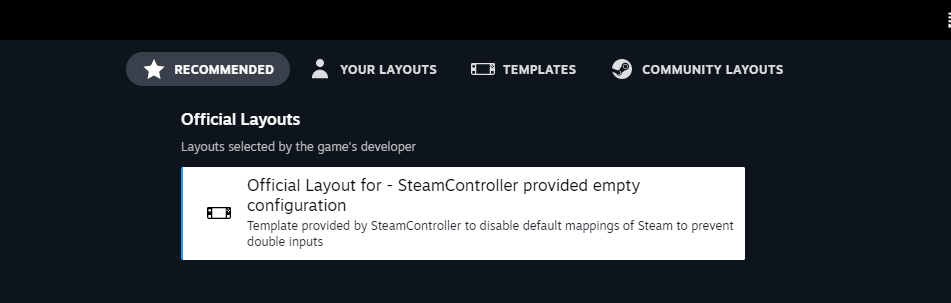 RECOMMENDED YOUR LAYOUTS TEMPLATES COMMUNITY LAYOUTS
Official Layouts
Layouts selected by the game's developer
Official Layout for - SteamController provided empty
configuration
Template provided by SteamController to disable default mappings of Steam to prevent
double inputs